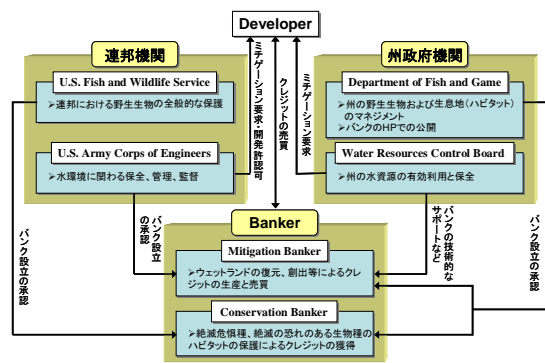 Developer
連邦機関
U.S. Fish and Wildlife Service
➢連邦における野生生物の全般的な保護
U.S. Army Corps of Engineers
➢水環境に関わる保全、管理、監督
ミチゲーション要求・開発許認可
クレジットの売買
ミチゲーション要求
州政府機関
Department of Fish and Game
➢州の野生生物および生息地(ハビタット)
のマネジメント
➢バンクのHPでの公開
Water Resources Control Board
➢州の水資源の有効利用と保全
バンク設立の承認
バンク設立
の承認
バンクの技術的な
サポートなど
バンク設立の承認
Banker
Mitigation Banker
➢ウェットランドの復元、創出等によるクレ
ジットの生産と売買
Conservation Banker
➢絶滅危惧種、絶滅の恐れのある生物種の
ハビタットの保護によるクレジットの獲得